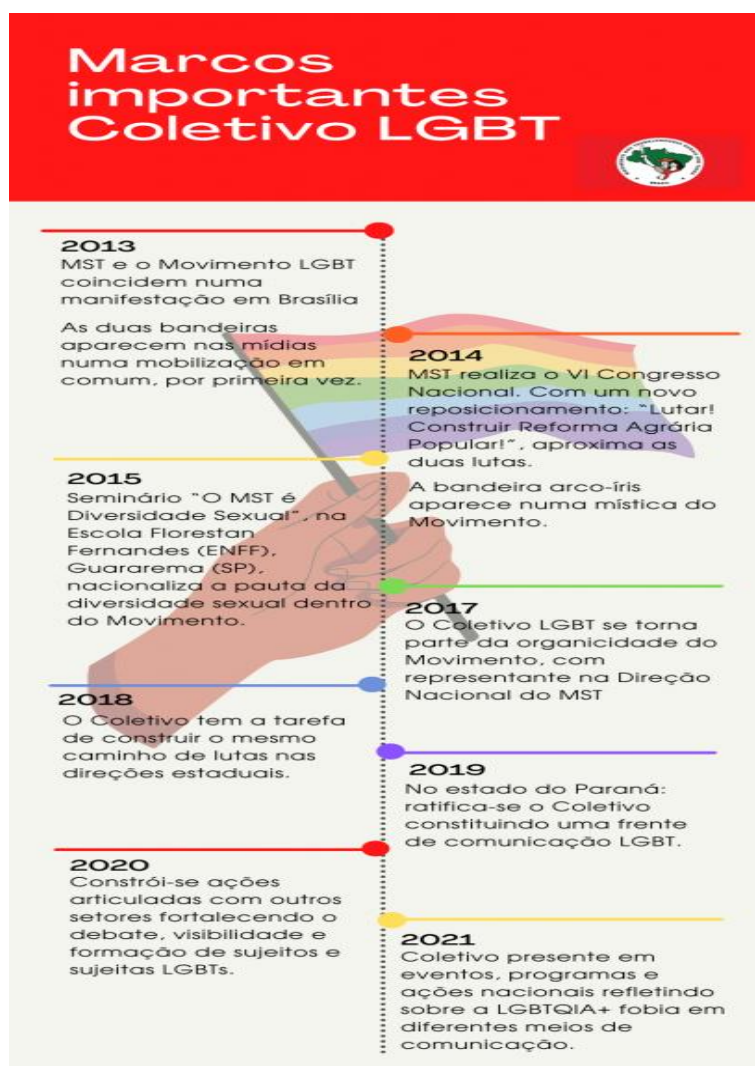 Marcos
importantes
Coletivo LGBT
2013
MST e o Movimento LGBT
coincidem numa
manifestação em Brasília
As duas bandeiras
aparecem nas mídias
numa mobilização em
comum, por primeira vez.
2014
MST realiza o VI Congresso
Nacional. Com um novo
reposicionamento: “Lutar!
Construir Reforma Agrária
Popular!”, aproxima as
duas lutas.
A bandeira arco-íris
aparece numa mística do
Movimento.
2015
Seminário “O MST é
Diversidade Sexual”, na
Escola Florestan
Fernandes (ENFF),
Guararema (SP),
nacionaliza a pauta da
diversidade sexual dentro
do Movimento.
2017
O Coletivo LGBT se torna
parte da organicidade do
Movimento, com
representante na Direção
Nacional do MST
2018
O Coletivo tem a tarefa
de construir o mesmo
caminho de lutas nas
direções estaduais.
2019
No estado do Paraná:
ratifica-se o Coletivo
constituindo uma frente
de comunicação LGBT.
2020
Constrói-se ações
articuladas com outros
setores fortalecendo o
debate, visibilidade e
formação de sujeitos e
sujeitas LGBTs.
2021
Coletivo presente em
eventos, programas e
ações nacionais refletindo
sobre a LGBTQIA+ fobia em
diferentes meios de
comunicação.